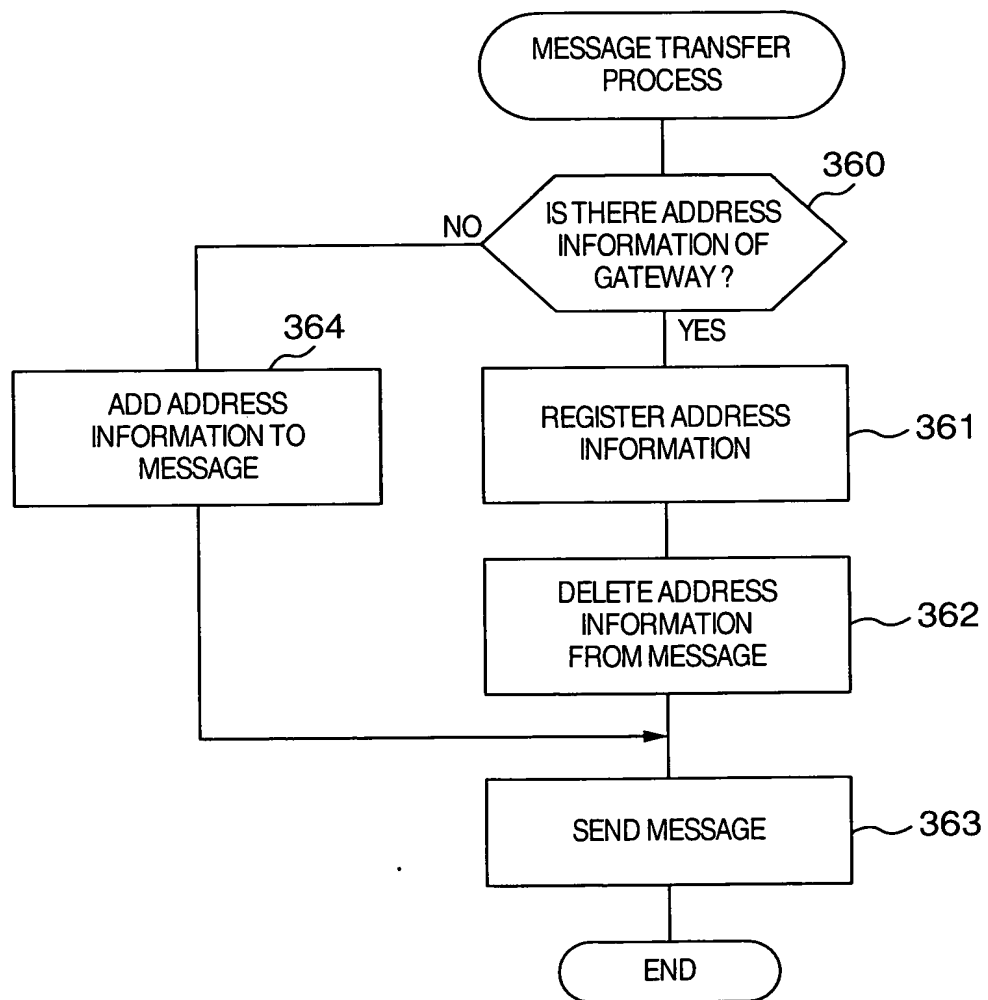 MESSAGE TRANSFER
PROCESS
360
IS THERE ADDRESS
INFORMATION OF
GATEWAY ?
NO
YES
364
ADD ADDRESS
INFORMATION TO
MESSAGE
REGISTER ADDRESS
INFORMATION
361
DELETE ADDRESS
INFORMATION
FROM MESSAGE
362
SEND MESSAGE
363
END